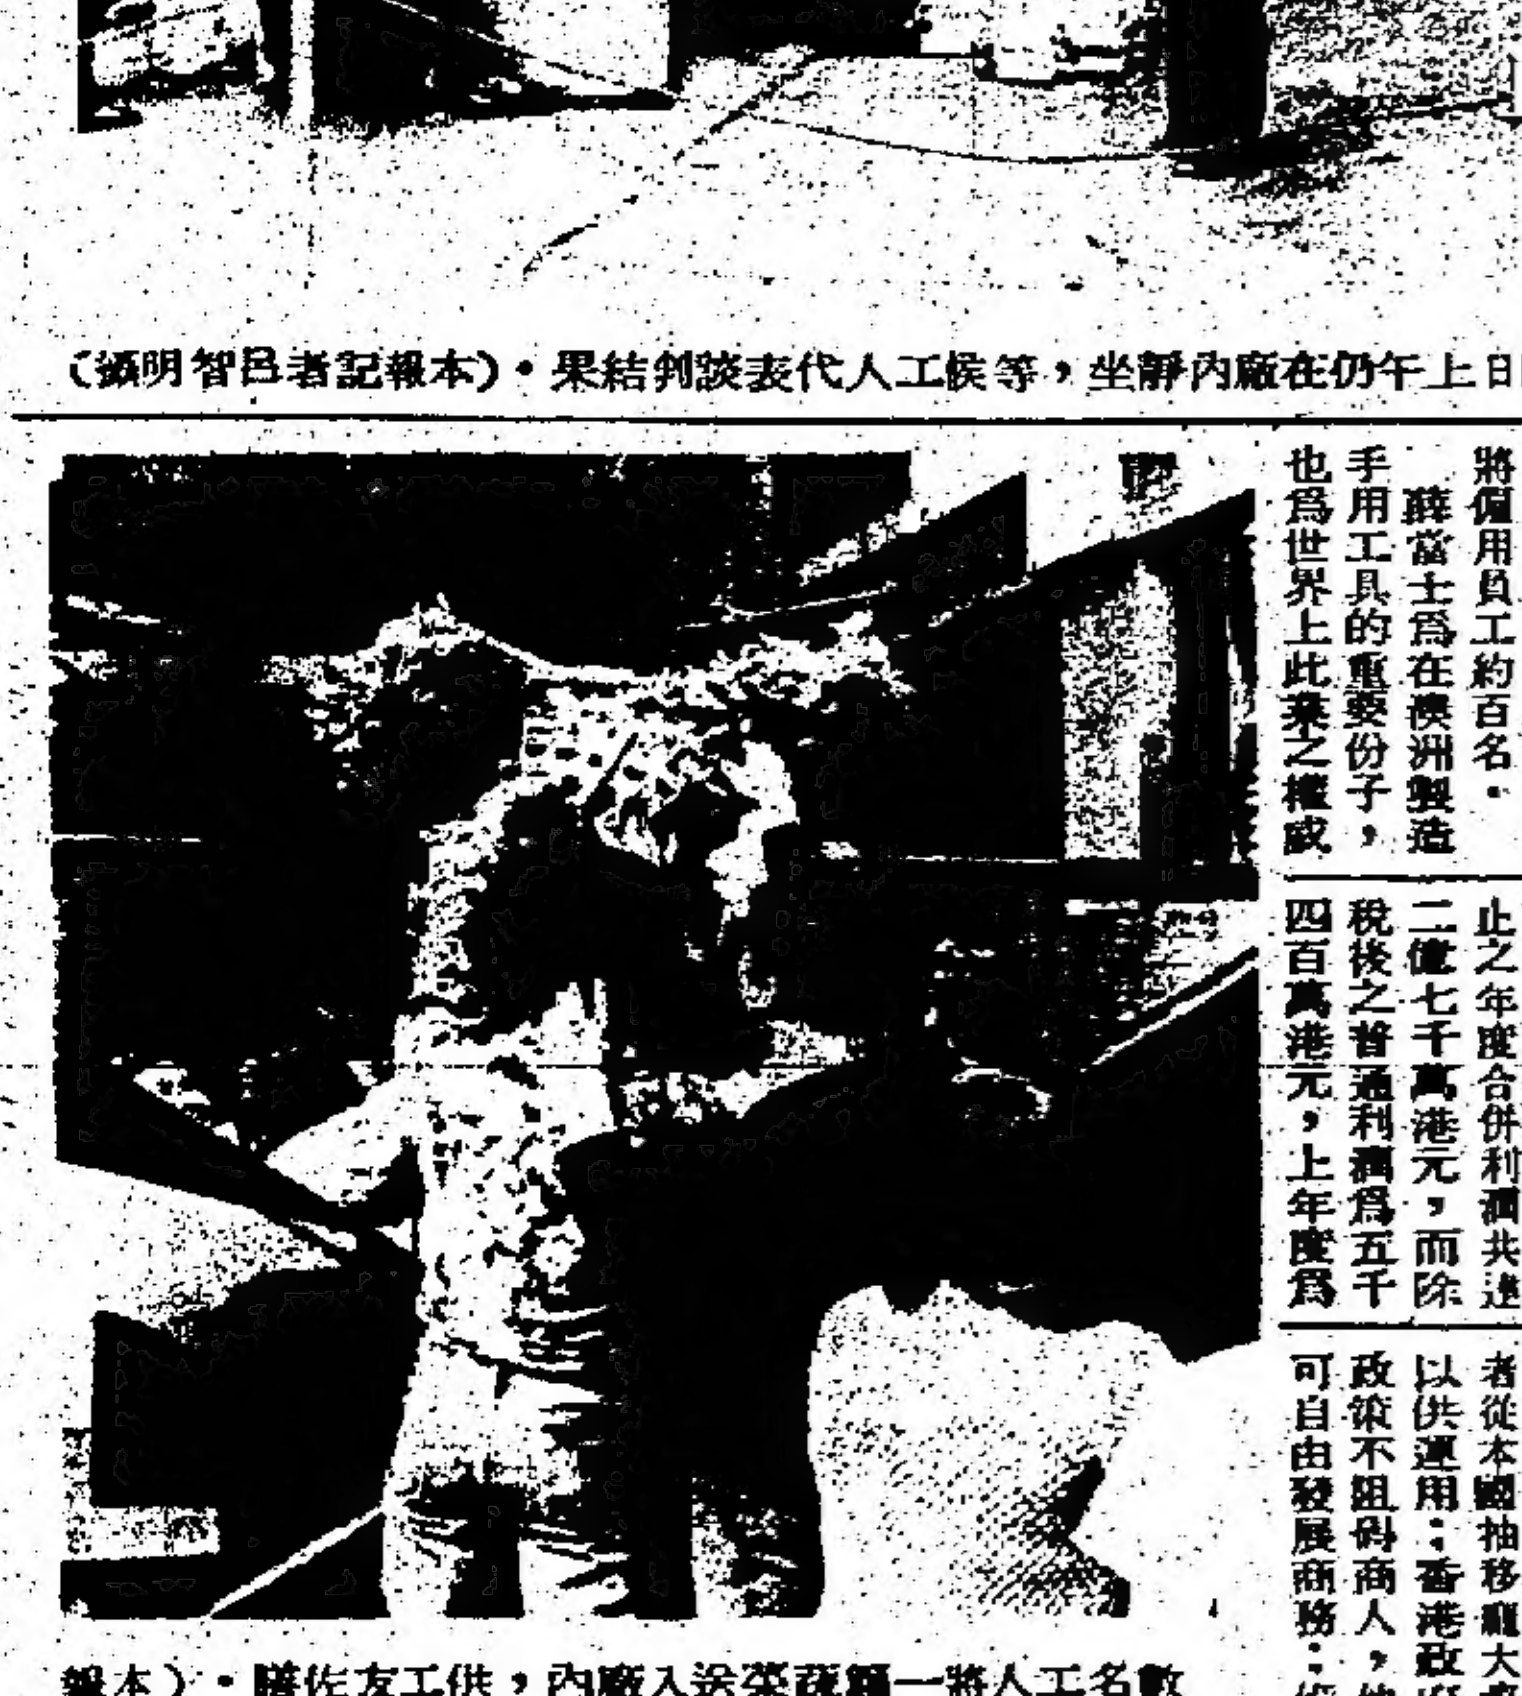 日上午仍在廠內靜坐，等候工人代表談判結果・（本報記者呂智明攝）
將僱用員工約百名・
薛當士爲在澳洲製造
手用工具的重要份子，
也爲世界上此業之權威
止之年度合併利潤共達
二億七千萬港元，而除
稅後之普通利潤爲五千
四百萬港元，上年度爲
者從本國抽移龐大
以供運用；香港政
政策不阻碍商人，
可自由發展商務；
數名工人將一籮蔬菜送入廠內，供工友佐膳・（本報